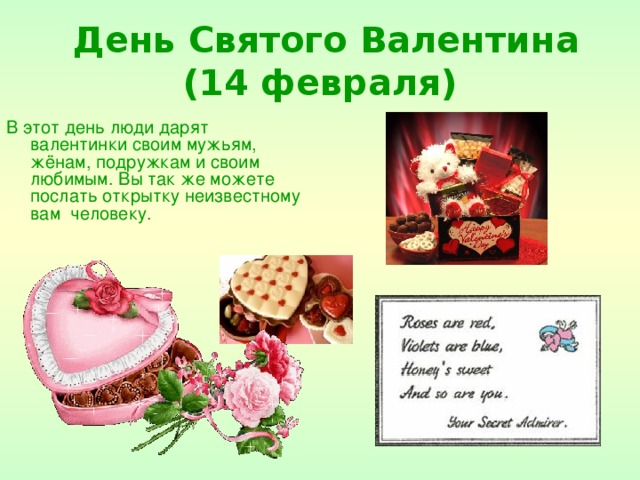 День Святого Валентина
(14 февраля)
В этот день люди дарят
валентинки своим мужьям,
жёнам, подружкам и своим
любимым. Вы так же можете
послать открытку неизвестному
вам человеку.
Happy
Valentine's
Day
Roses are red,
Violets are blue,
Honey's sweet
And so are you.
Your Secret Admirer.